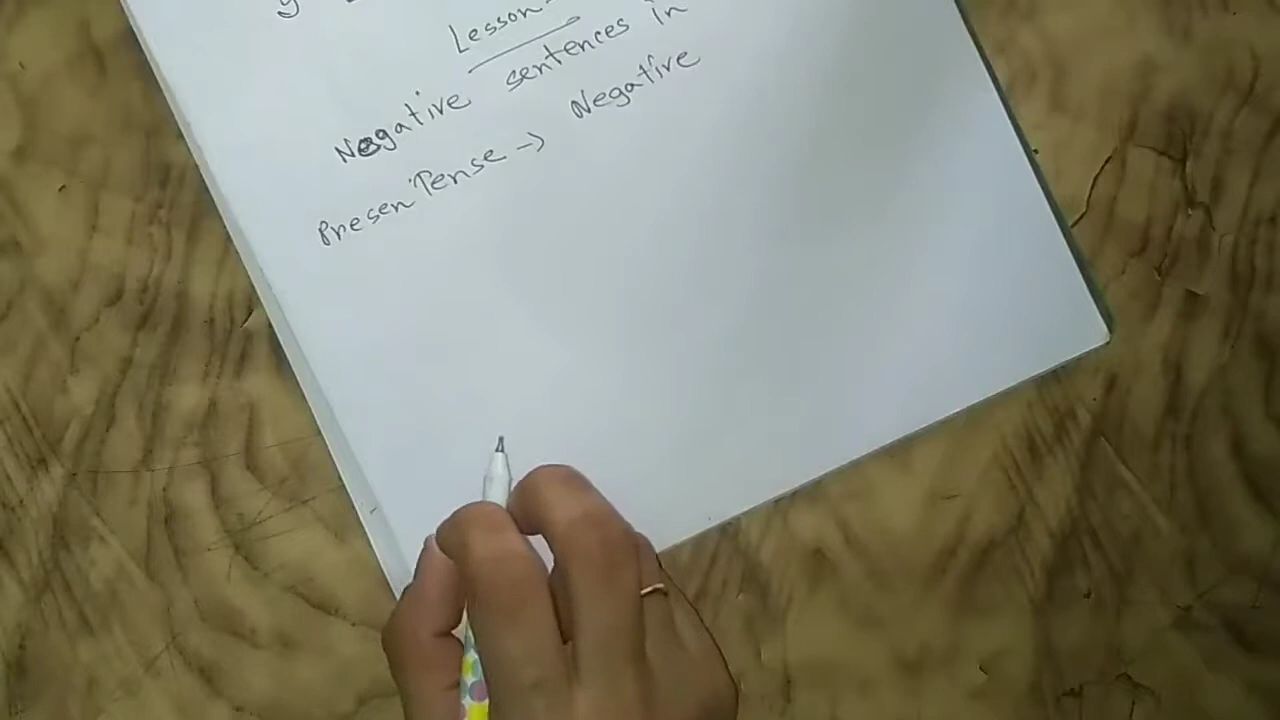 Lesson-
Negative sentences in
Presen Tense → Negative